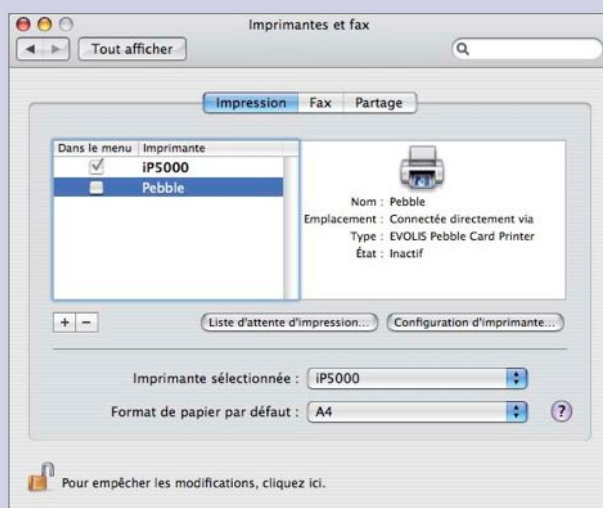 Imprimantes et fax
Tout afficher
Impression Fax Partage
Dans le menu Imprimante
iP5000
Pebble
Nom : Pebble
Emplacement : Connectée directement via
Type : EVOLIS Pebble Card Printer
État : Inactif
+ −
Liste d'attente d'impression... Configuration d'imprimante...
Imprimante sélectionnée : iP5000
Format de papier par défaut : A4 ?
Pour empêcher les modifications, cliquez ici.